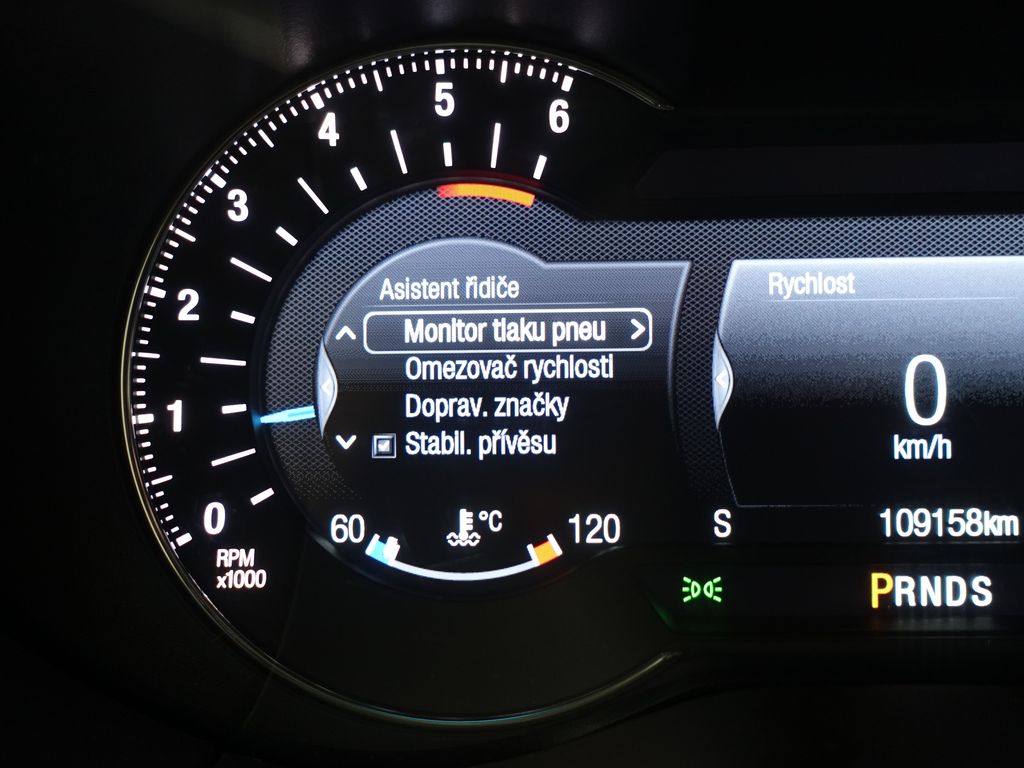 6
5
4
3
2
1
0
RPM
x1000
Asistent řidiče
Monitor tlaku pneu
Omezovač rychlosti
Doprav. značky
Stabil. přívěsu
60 °C 120
Rychlost
0
km/h
S 109158km
PRNDS